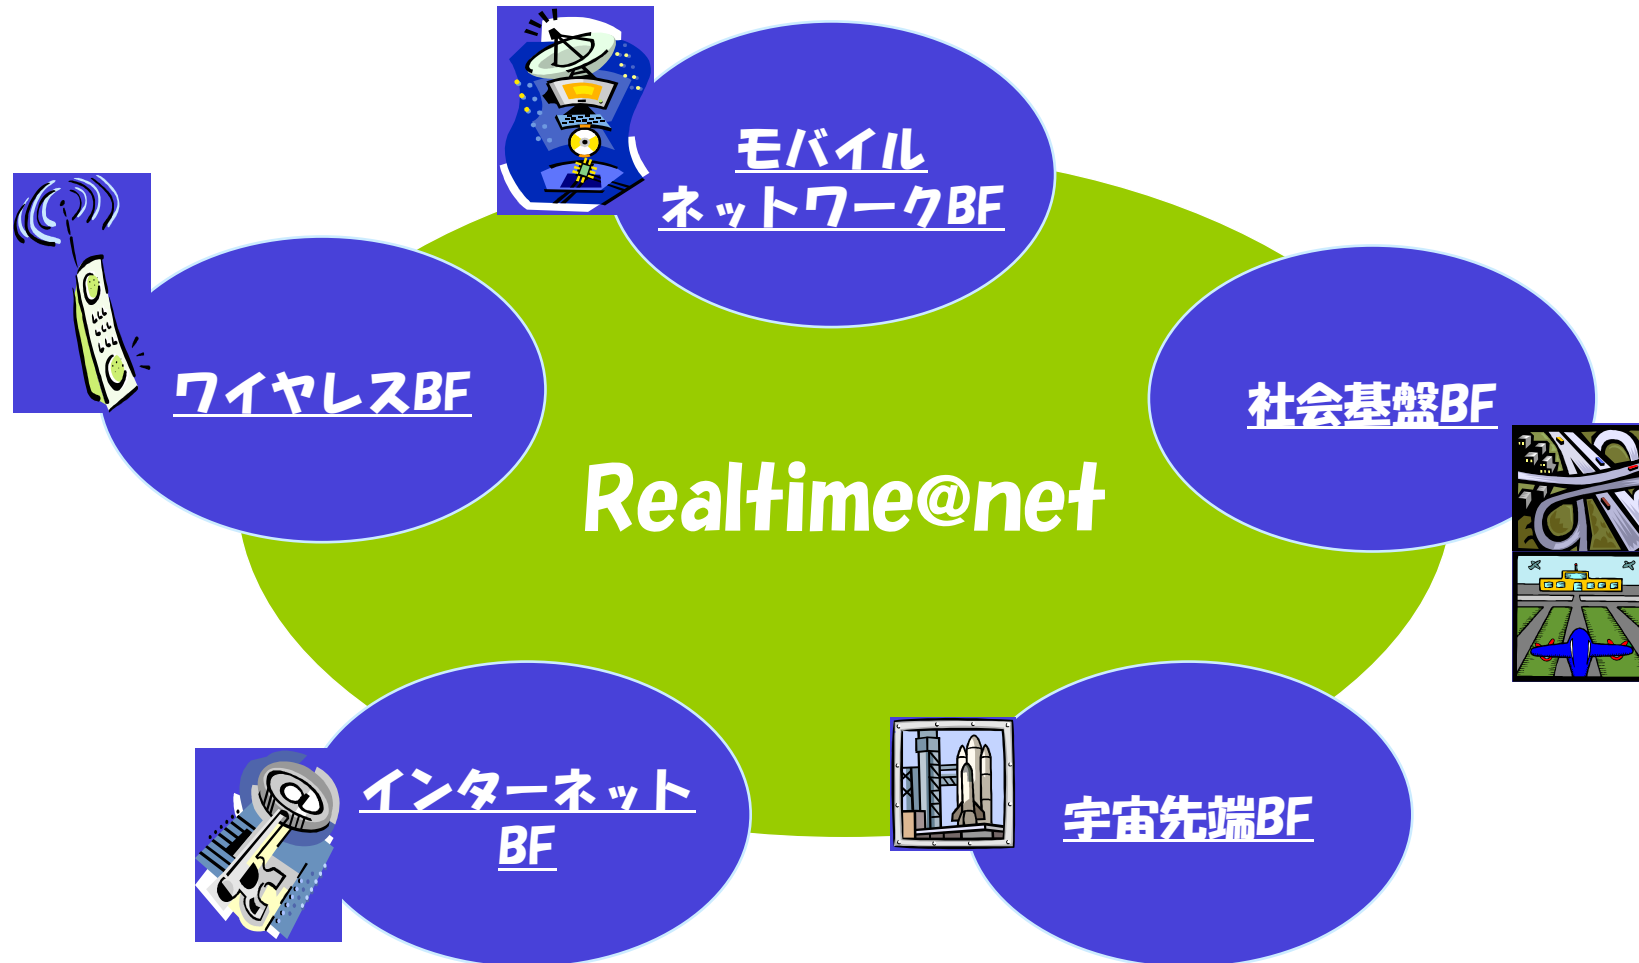 モバイル
ネットワークBF
ワイヤレスBF
社会基盤BF
Realtime@net
インターネット
BF
宇宙先端BF